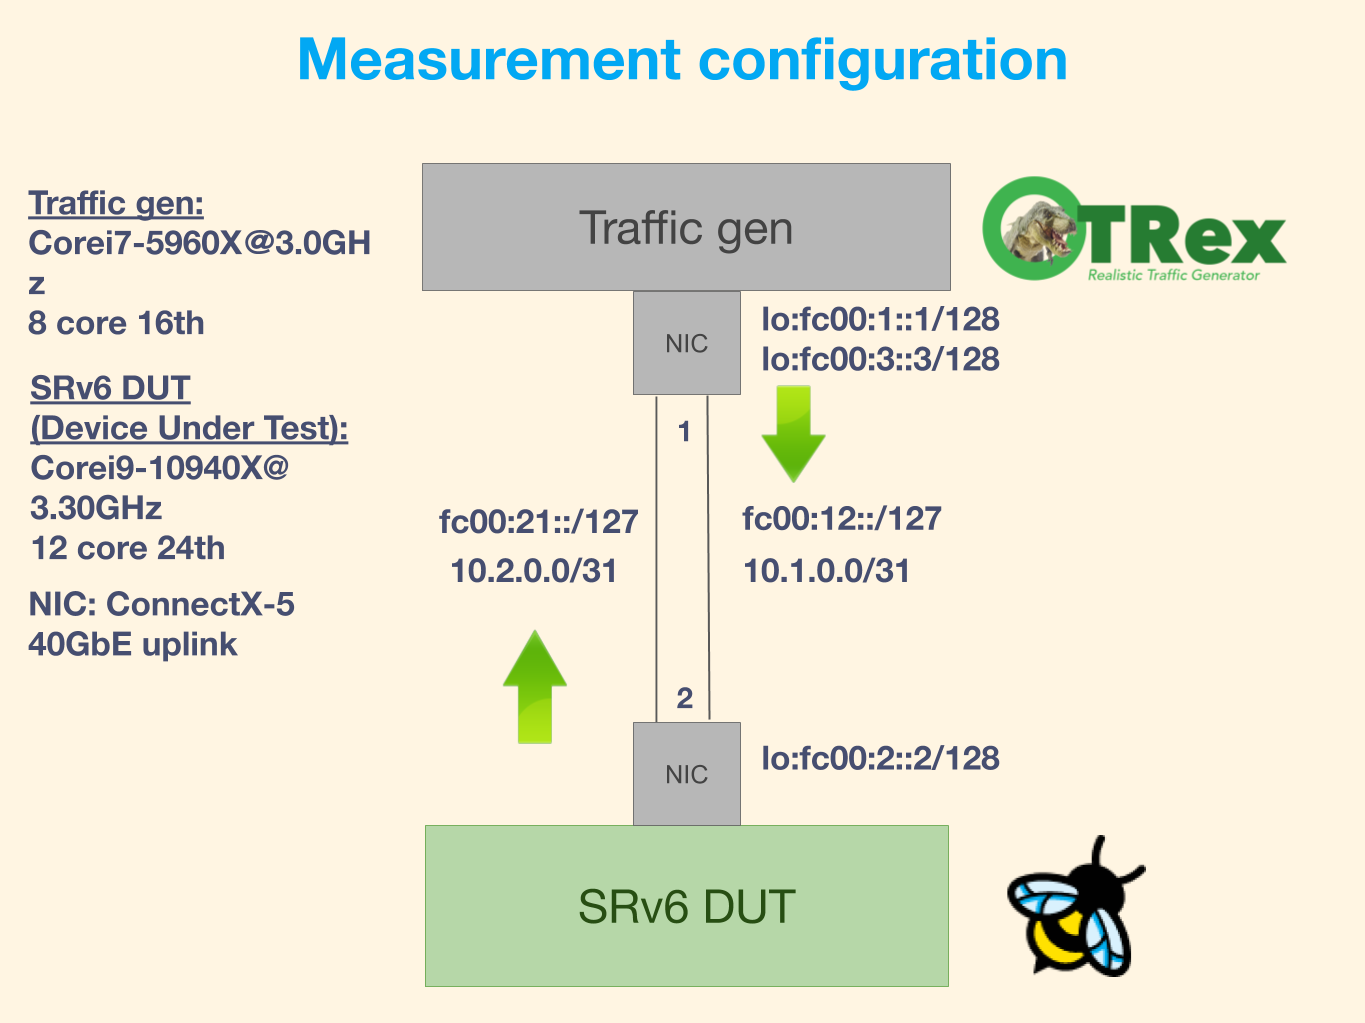 Measurement configuration
Traffic gen:
Corei7-5960X@3.0GH
z
8 core 16th
SRv6 DUT
(Device Under Test):
Corei9-10940X@
3.30GHz
12 core 24th
NIC: ConnectX-5
40GbE uplink
Traffic gen
TRex
Realistic Traffic Generator
NIC
lo:fc00:1::1/128
lo:fc00:3::3/128
1
fc00:21::/127
10.2.0.0/31
fc00:12::/127
10.1.0.0/31
2
NIC
lo:fc00:2::2/128
SRv6 DUT